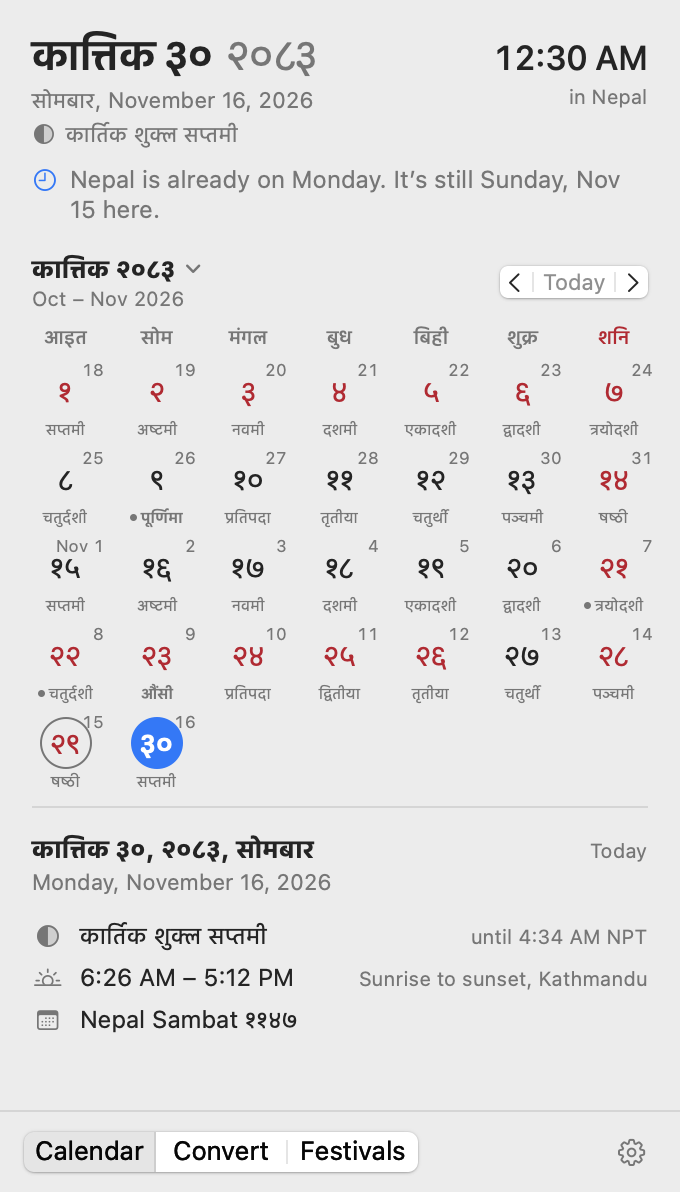 कात्तिक ३० २०८३
12:30 AM
सोमबार, November 16, 2026
in Nepal
कार्तिक शुक्ल सप्तमी
Nepal is already on Monday. It’s still Sunday, Nov
15 here.
कात्तिक २०८३
Today
Oct – Nov 2026
आइत सोम मंगल बुध बिही शुक्र शनि
18 19 20 21 22 23 24
१ २ ३ ४ ५ ६ ७
सप्तमी अष्टमी नवमी दशमी एकादशी द्वादशी त्रयोदशी
25 26 27 28 29 30 31
८ ९ १० ११ १२ १३ १४
चतुर्दशी • पूर्णिमा प्रतिपदा तृतीया चतुर्थी पञ्चमी षष्ठी
Nov 1 2 3 4 5 6 7
१५ १६ १७ १८ १९ २० २१
सप्तमी अष्टमी नवमी दशमी एकादशी द्वादशी • त्रयोदशी
8 9 10 11 12 13 14
२२ २३ २४ २५ २६ २७ २८
• चतुर्दशी औंसी प्रतिपदा द्वितीया तृतीया चतुर्थी पञ्चमी
15 16
२९ ३०
षष्ठी सप्तमी
कात्तिक ३०, २०८३, सोमबार
Today
Monday, November 16, 2026
कार्तिक शुक्ल सप्तमी
until 4:34 AM NPT
6:26 AM – 5:12 PM
Sunrise to sunset, Kathmandu
Nepal Sambat ११४७
Calendar Convert Festivals